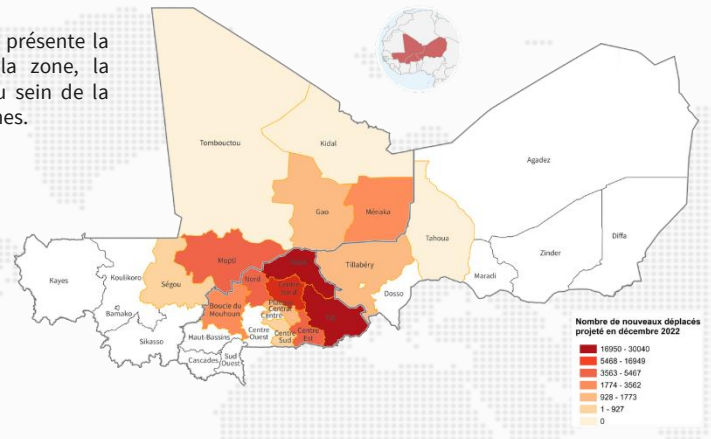 présente la
la zone, la
u sein de la
nes.
Tombouctou
Kidal
Agadez
Gao
Ménaka
Tahoua
Diffa
Mopti
Tillabéry
Zinder
Kayes
Koulikoro
Ségou
Nord
Centre
Nord
Maradi
Dosso
Bamako
Boucle du
Mouhoun
Plateau
Central
Centre
Est
Sikasso
Haut-Bassins
Centre
Ouest
Centre
Sud
Centre
Est
Cascades
Sud
Ouest
Nombre de nouveaux déplacés
projeté en décembre 2022
16950 - 30040
5468 - 16949
3563 - 5467
1774 - 3562
928 - 1773
1 - 927
0